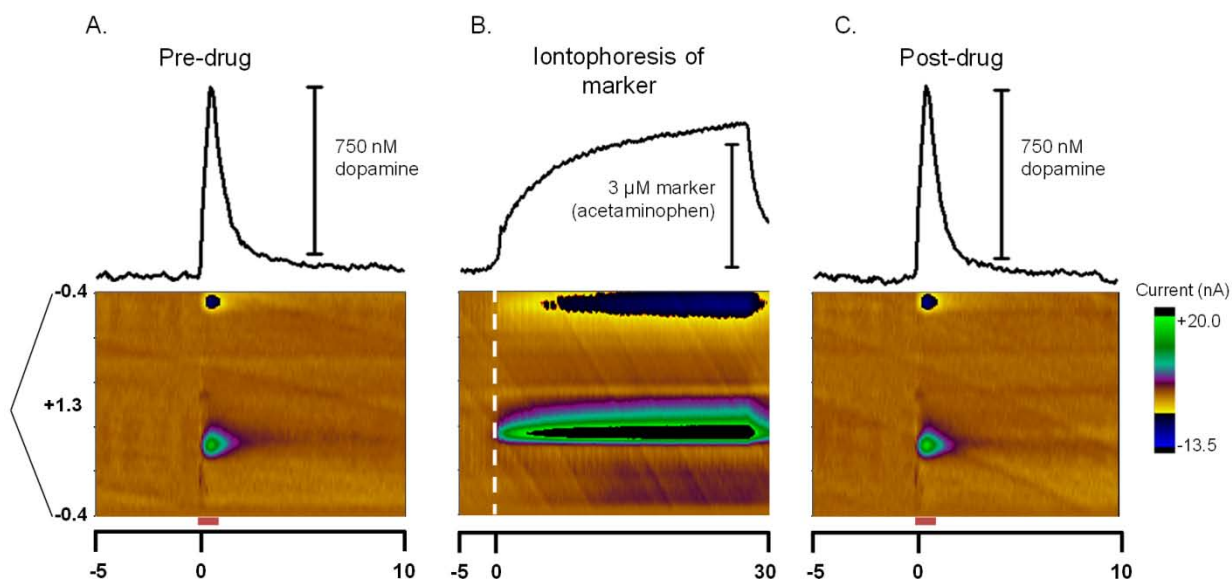 A.
Pre-drug
750 nM
dopamine
B.
Iontophoresis of
marker
3 µM marker
(acetaminophen)
C.
Post-drug
750 nM
dopamine
-0.4
+1.3
-0.4
Current (nA)
+20.0
-13.5
-5 0 10
-5 0 30
-5 0 10